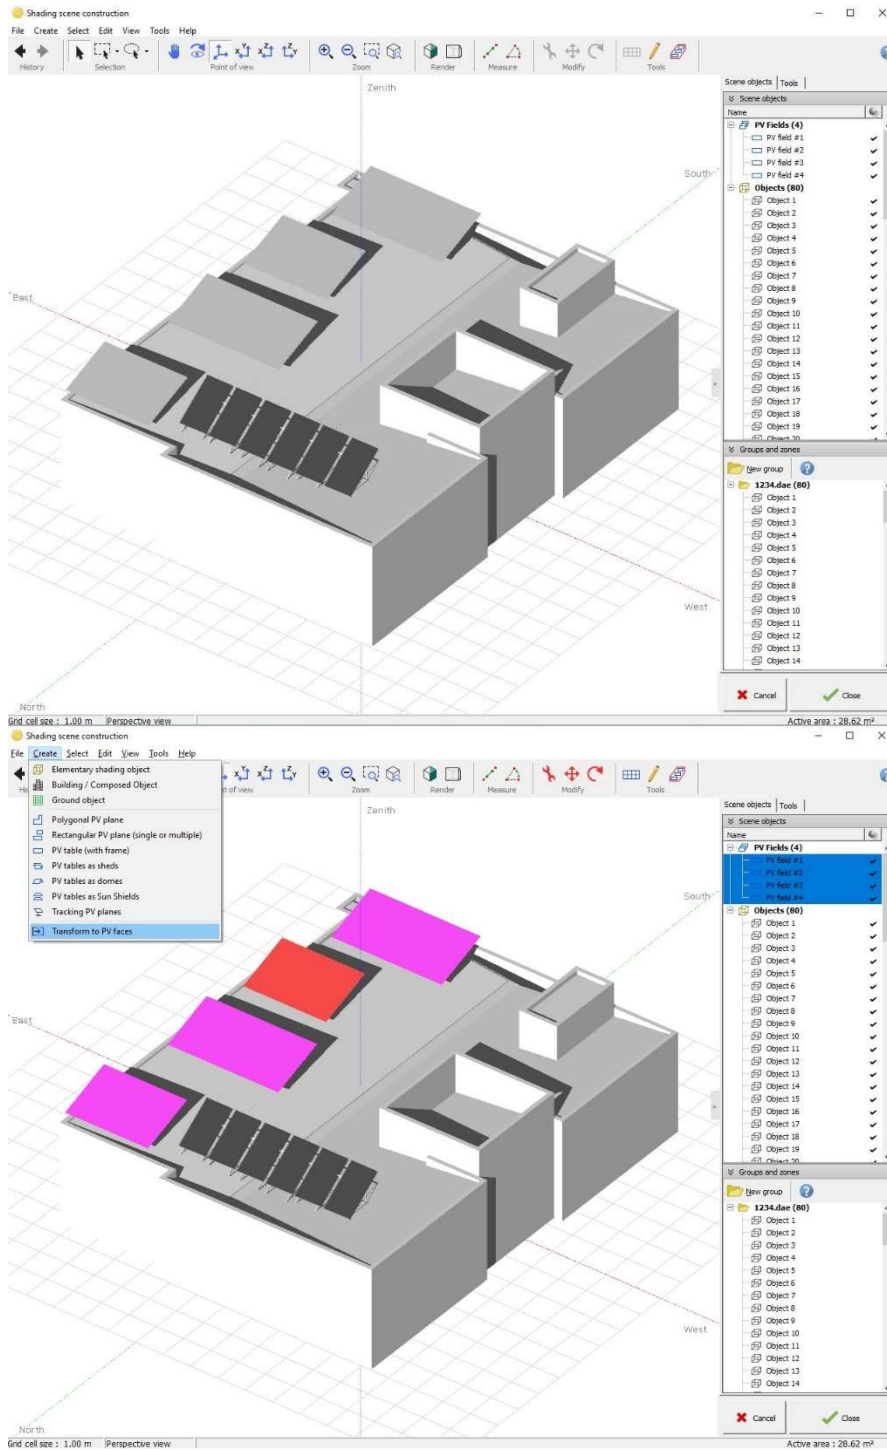 Shading scene construction
File Create Select Edit View Tools Help
History Selection Point of view Zoom Render Measure Modify Tools
Scene objects Tools
Scene objects
Name
PV Fields (4)
PV field #1
PV field #2
PV field #3
PV field #4
Objects (80)
Object 1
Object 2
Object 3
Object 4
Object 5
Object 6
Object 7
Object 8
Object 9
Object 10
Object 11
Object 12
Object 13
Object 14
Object 15
Object 16
Object 17
Object 18
Object 19
Object 20
Groups and zones
New group
1234.dae (80)
Object 1
Object 2
Object 3
Object 4
Object 5
Object 6
Object 7
Object 8
Object 9
Object 10
Object 11
Object 12
Object 13
Object 14
Cancel Close
Zenith
South
East
West
North
Grid cell size : 1.00 m Perspective view Active area : 28.62 m²
Shading scene construction
File Create Select Edit View Tools Help
Elementary shading object
Building / Composed Object
Ground object
Polygonal PV plane
Rectangular PV plane (single or multiple)
PV table (with frame)
PV tables as sheds
PV tables as domes
PV tables as Sun Shields
Tracking PV planes
Transform to PV faces
t of view Zoom Render Measure Modify Tools
Scene objects Tools
Scene objects
Name
PV Fields (4)
PV field #1
PV field #2
PV field #3
PV field #4
Objects (80)
Object 1
Object 2
Object 3
Object 4
Object 5
Object 6
Object 7
Object 8
Object 9
Object 10
Object 11
Object 12
Object 13
Object 14
Object 15
Object 16
Object 17
Object 18
Object 19
Object 20
Groups and zones
New group
1234.dae (80)
Object 1
Object 2
Object 3
Object 4
Object 5
Object 6
Object 7
Object 8
Object 9
Object 10
Object 11
Object 12
Object 13
Object 14
Cancel Close
Zenith
South
East
West
North
Grid cell size : 1.00 m Perspective view Active area : 28.62 m²